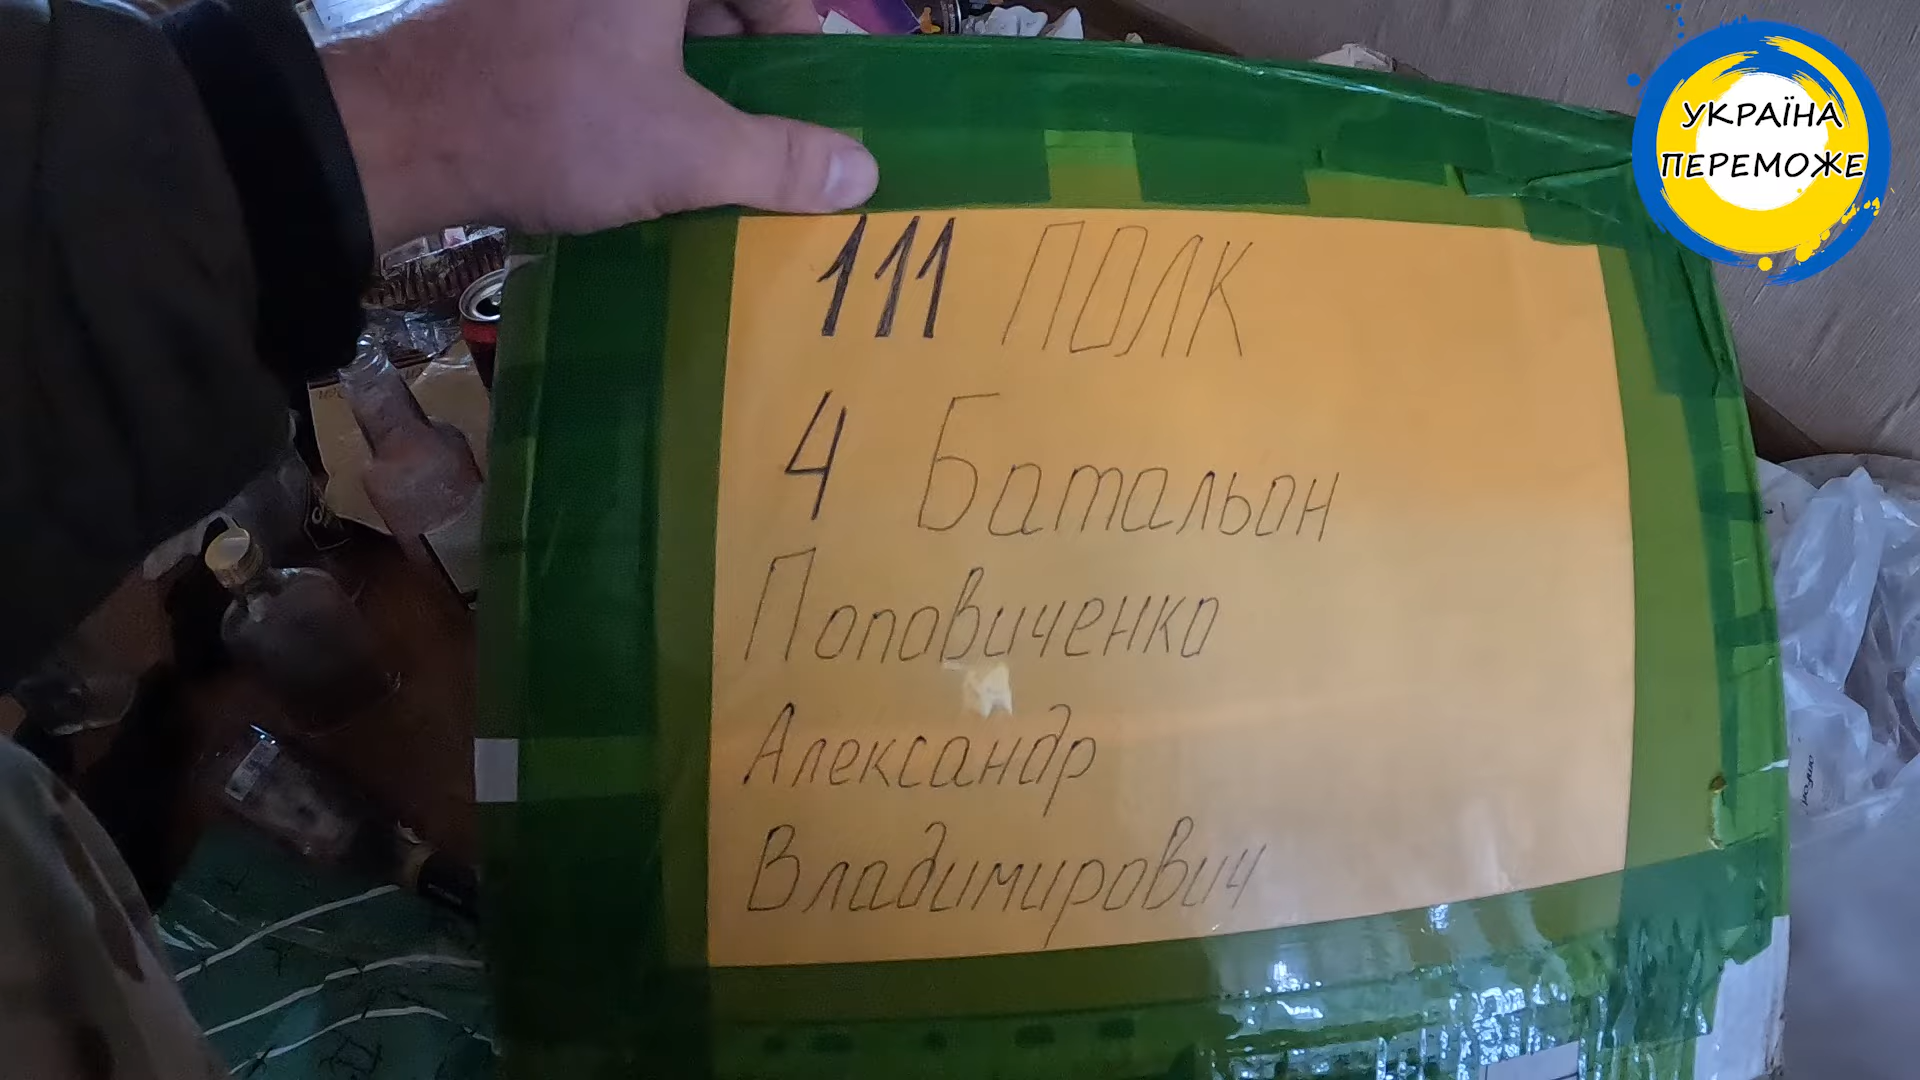 УКРАЇНА
ПЕРЕМОЖЕ
111 ПОЛК
4 Батальон
Поповиченко
Александр
Владимирович